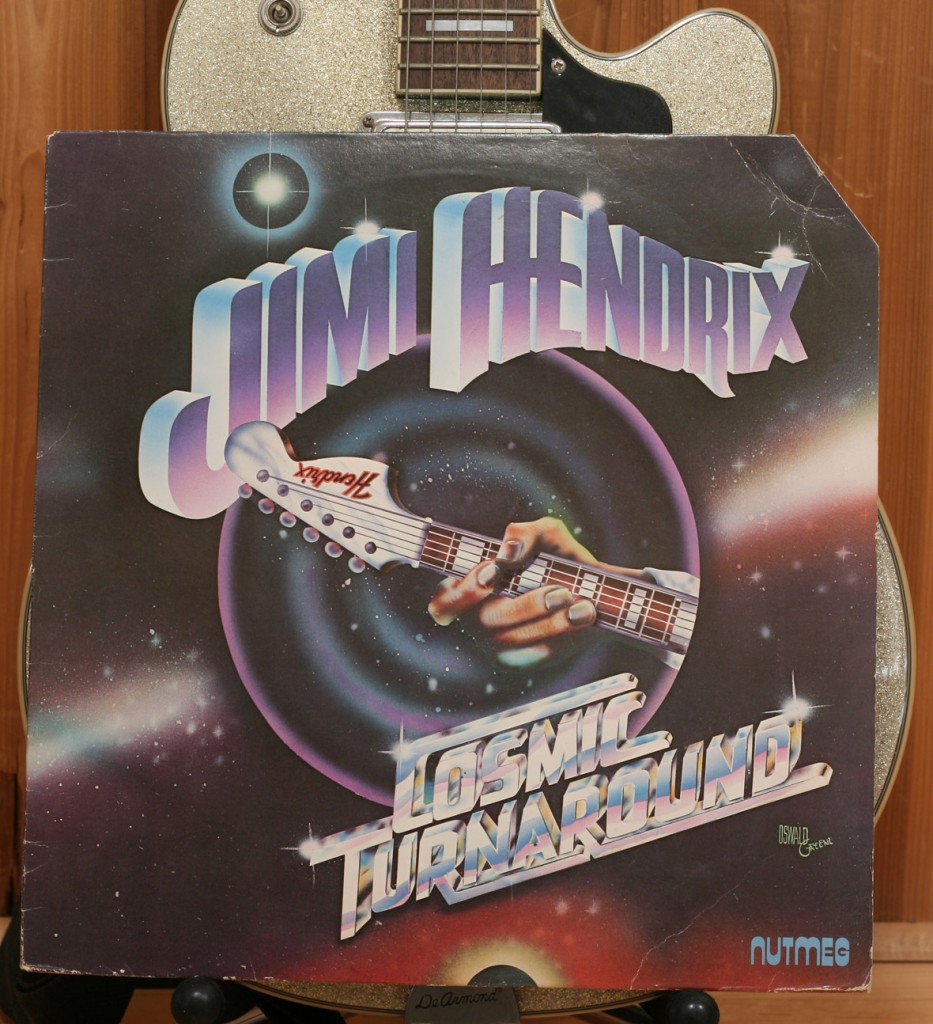 JIMI HENDRIX
Hendrix
COSMIC
TURNAROUND
OSWALD
GREENE
NUTMEG
DeArmond